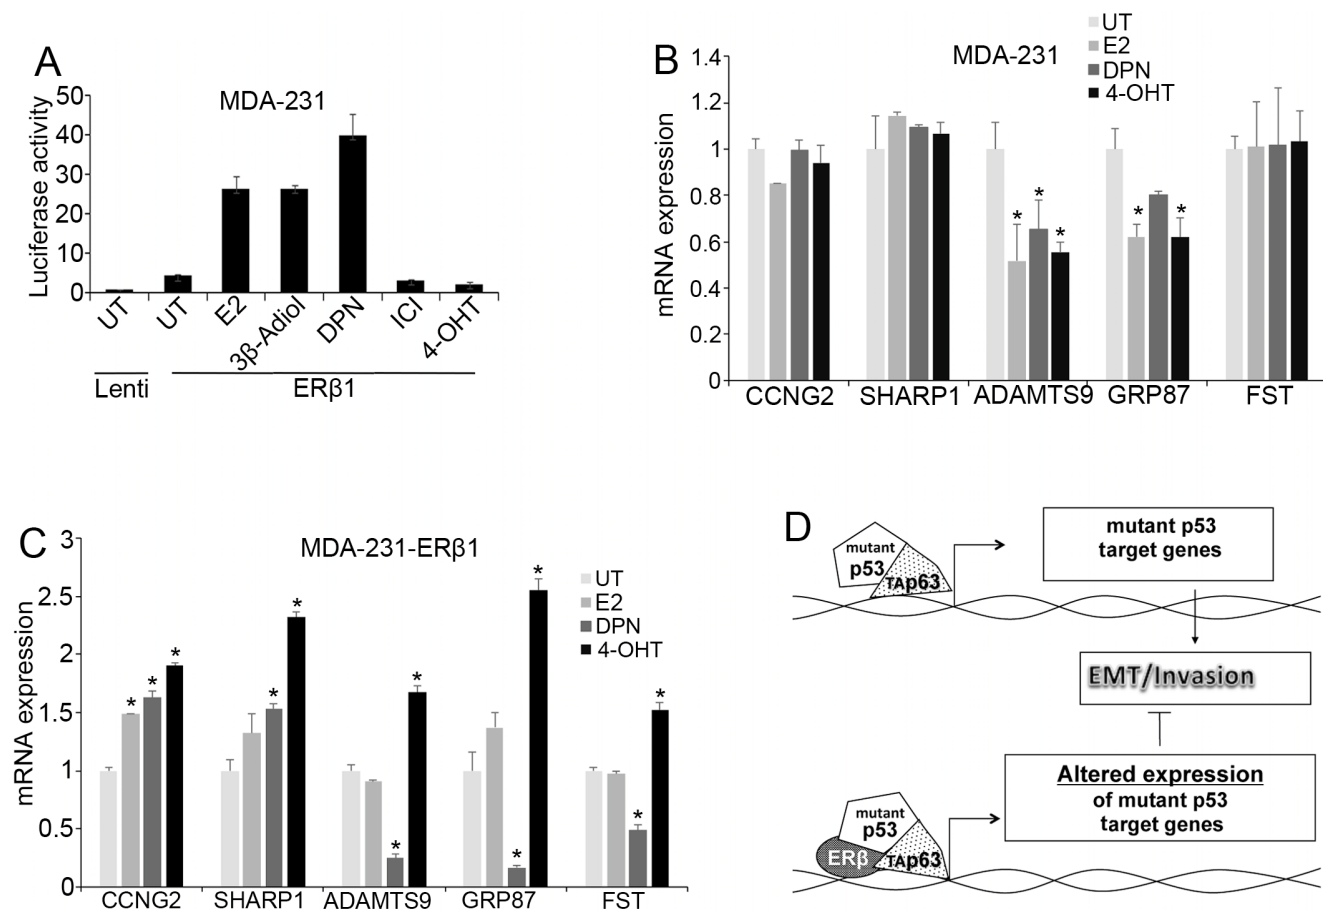 A
MDA-231
Luciferase activity
50
40
30
20
10
0
UT
UT
E2
3β-Adiol
DPN
ICI
4-OHT
Lenti
ERβ1
B
MDA-231
UT
E2
DPN
4-OHT
mRNA expression
1.4
1.2
1
0.8
0.6
0.4
0.2
0
* * *
* *
CCNG2 SHARP1 ADAMTS9 GRP87 FST
C
MDA-231-ERβ1
UT
E2
DPN
4-OHT
mRNA expression
3
2.5
2
1.5
1
0.5
0
* * *
* *
* *
* *
* *
CCNG2 SHARP1 ADAMTS9 GRP87 FST
D
mutant
p53
TAp63
mutant p53
target genes
EMT/Invasion
Altered expression
of mutant p53
target genes
mutant
p53
ERβ
TAp63